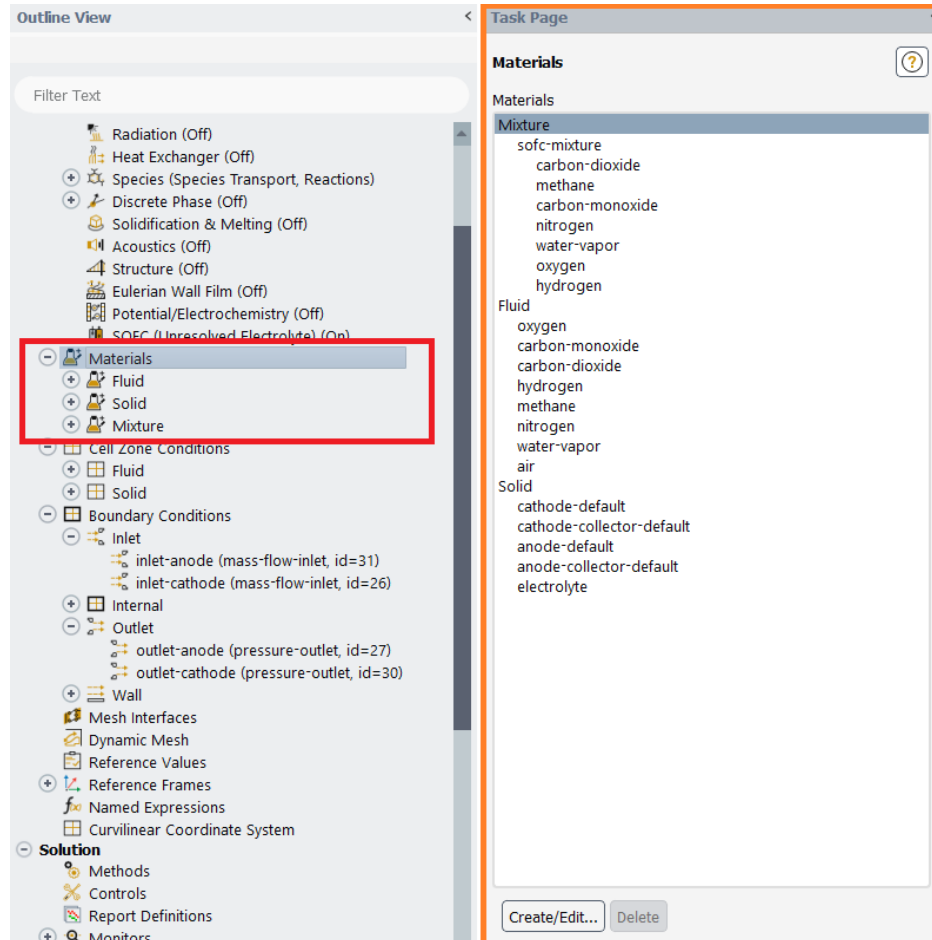 Outline View
<
Filter Text
Radiation (Off)
Heat Exchanger (Off)
Species (Species Transport, Reactions)
Discrete Phase (Off)
Solidification & Melting (Off)
Acoustics (Off)
Structure (Off)
Eulerian Wall Film (Off)
Potential/Electrochemistry (Off)
SOFC (Unresolved Electrolyte) (On)
Materials
Fluid
Solid
Mixture
Cell Zone Conditions
Fluid
Solid
Boundary Conditions
Inlet
inlet-anode (mass-flow-inlet, id=31)
inlet-cathode (mass-flow-inlet, id=26)
Internal
Outlet
outlet-anode (pressure-outlet, id=27)
outlet-cathode (pressure-outlet, id=30)
Wall
Mesh Interfaces
Dynamic Mesh
Reference Values
Reference Frames
Named Expressions
Curvilinear Coordinate System
Solution
Methods
Controls
Report Definitions
Monitors
Task Page
Materials
Materials
Mixture
sofc-mixture
carbon-dioxide
methane
carbon-monoxide
nitrogen
water-vapor
oxygen
hydrogen
Fluid
oxygen
carbon-monoxide
carbon-dioxide
hydrogen
methane
nitrogen
water-vapor
air
Solid
cathode-default
cathode-collector-default
anode-default
anode-collector-default
electrolyte
Create/Edit... Delete